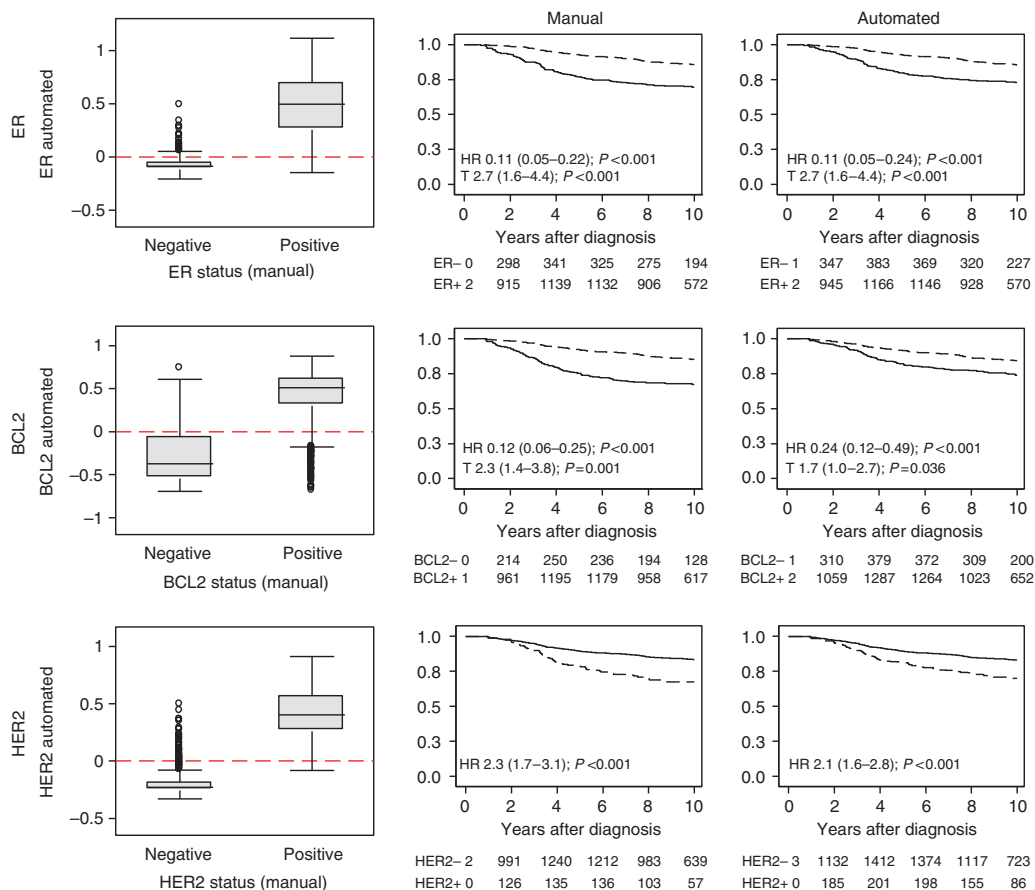 Manual
Automated
ER
ER automated
1
0.5
0
–0.5
Negative Positive
ER status (manual)
1.0
0.8
0.5
0.3
0.0
HR 0.11 (0.05–0.22); P<0.001
T 2.7 (1.6–4.4); P<0.001
0 2 4 6 8 10
Years after diagnosis
ER– 0 298 341 325 275 194
ER+ 2 915 1139 1132 906 572
1.0
0.8
0.5
0.3
0.0
HR 0.11 (0.05–0.24); P<0.001
T 2.7 (1.6–4.4); P<0.001
0 2 4 6 8 10
Years after diagnosis
ER– 1 347 383 369 320 227
ER+ 2 945 1166 1146 928 570
BCL2
BCL2 automated
1
0.5
0
–0.5
–1
Negative Positive
BCL2 status (manual)
1.0
0.8
0.5
0.3
0.0
HR 0.12 (0.06–0.25); P<0.001
T 2.3 (1.4–3.8); P=0.001
0 2 4 6 8 10
Years after diagnosis
BCL2– 0 214 250 236 194 128
BCL2+ 1 961 1195 1179 958 617
1.0
0.8
0.5
0.3
0.0
HR 0.24 (0.12–0.49); P<0.001
T 1.7 (1.0–2.7); P=0.036
0 2 4 6 8 10
Years after diagnosis
BCL2– 1 310 379 372 309 200
BCL2+ 2 1059 1287 1264 1023 652
HER2
HER2 automated
1
0.5
0
–0.5
Negative Positive
HER2 status (manual)
1.0
0.8
0.5
0.3
0.0
HR 2.3 (1.7–3.1); P<0.001
0 2 4 6 8 10
Years after diagnosis
HER2– 2 991 1240 1212 983 639
HER2+ 0 126 135 136 103 57
1.0
0.8
0.5
0.3
0.0
HR 2.1 (1.6–2.8); P<0.001
0 2 4 6 8 10
Years after diagnosis
HER2– 3 1132 1412 1374 1117 723
HER2+ 0 185 201 198 155 86